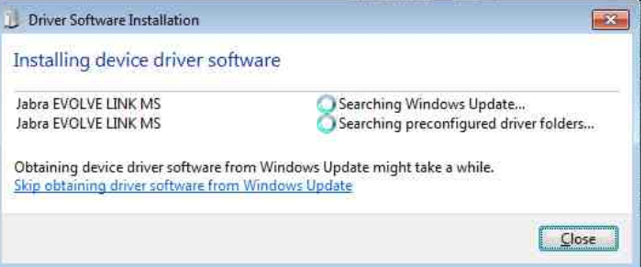 Driver Software Installation
Installing device driver software
Jabra EVOLVE LINK MS Searching Windows Update...
Jabra EVOLVE LINK MS Searching preconfigured driver folders...
Obtaining device driver software from Windows Update might take a while.
Skip obtaining driver software from Windows Update
Close